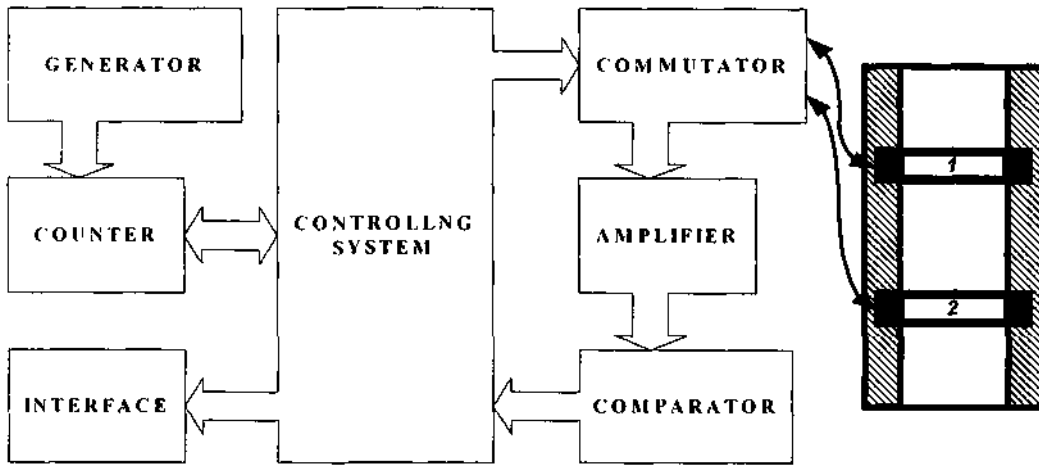 GENERATOR
COMMUTATOR
1
COUNTER
CONTROLLNG
SYSTEM
AMPLIFIER
2
INTERFACE
COMPARATOR